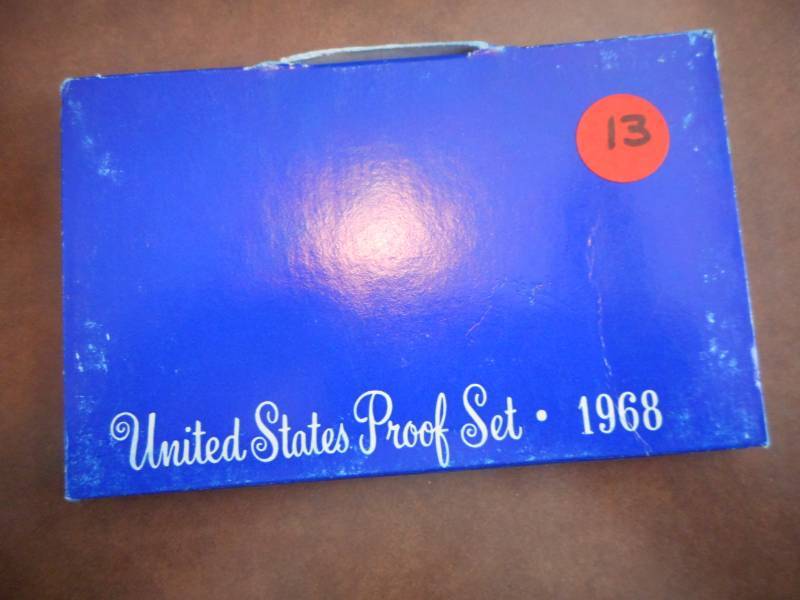 13
United States Proof Set • 1968